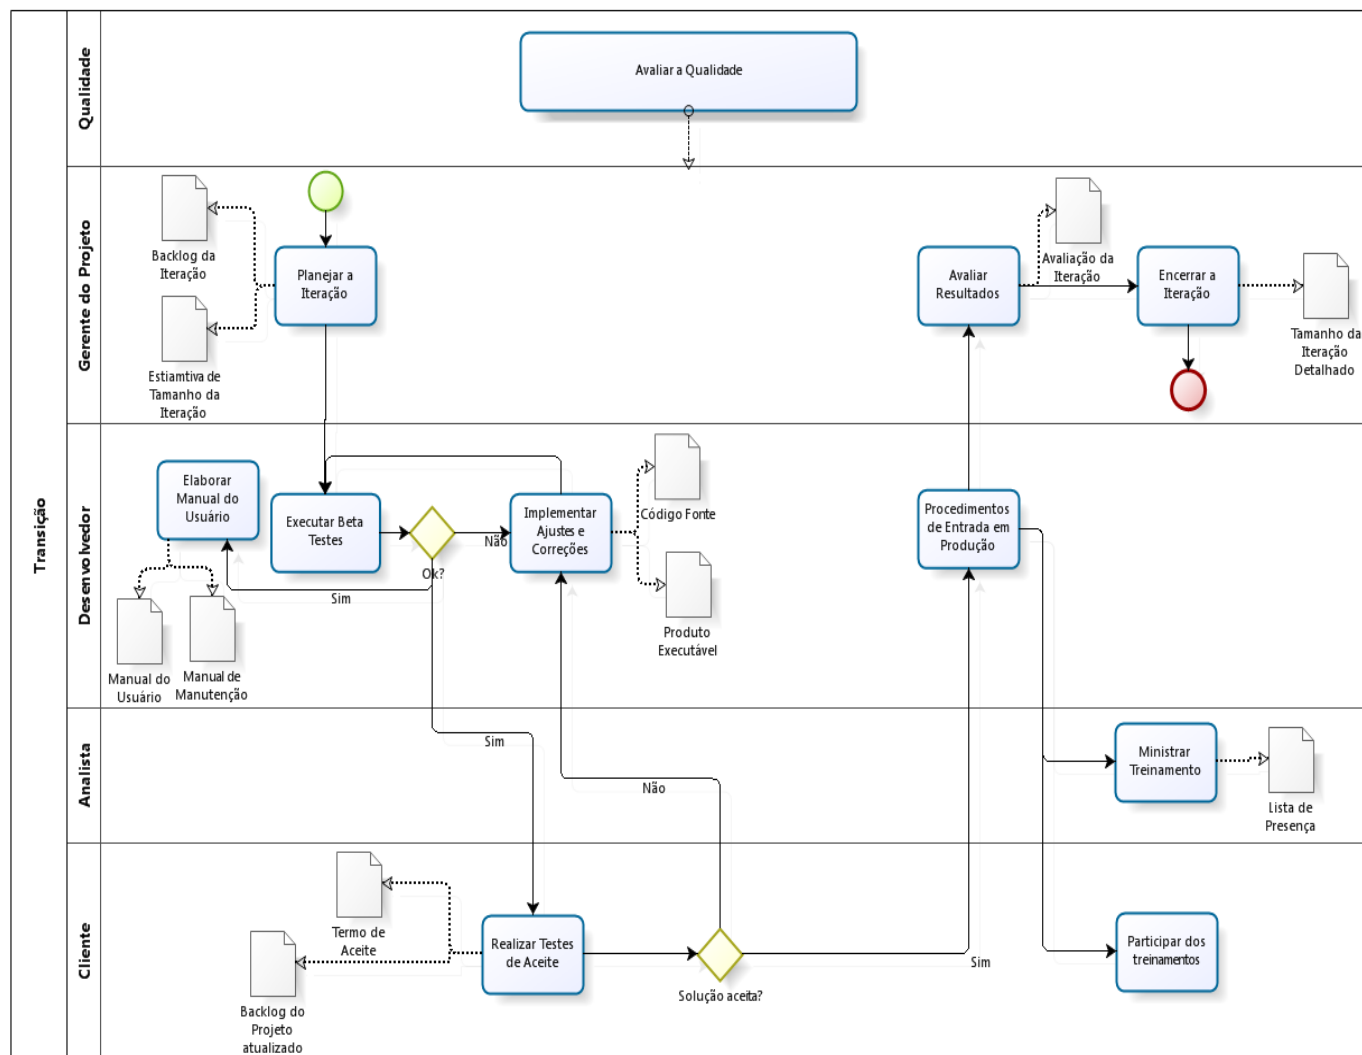 Transição
Qualidade
Avaliar a Qualidade
Gerente do Projeto
Backlog da
Iteração
Estiamtiva de
Tamanho da
Iteração
Planejar a
Iteração
Avaliar
Resultados
Avaliação da
Iteração
Encerrar a
Iteração
Tamanho da
Iteração
Detalhado
Desenvolvedor
Elaborar
Manual do
Usuário
Executar Beta
Testes
Ok?
Não
Sim
Implementar
Ajustes e
Correções
Código Fonte
Produto
Executável
Manual do
Usuário
Manual de
Manutenção
Procedimentos
de Entrada em
Produção
Analista
Sim
Não
Ministrar
Treinamento
Lista de
Presença
Cliente
Termo de
Aceite
Backlog do
Projeto
atualizado
Realizar Testes
de Aceite
Solução aceita?
Sim
Participar dos
treinamentos